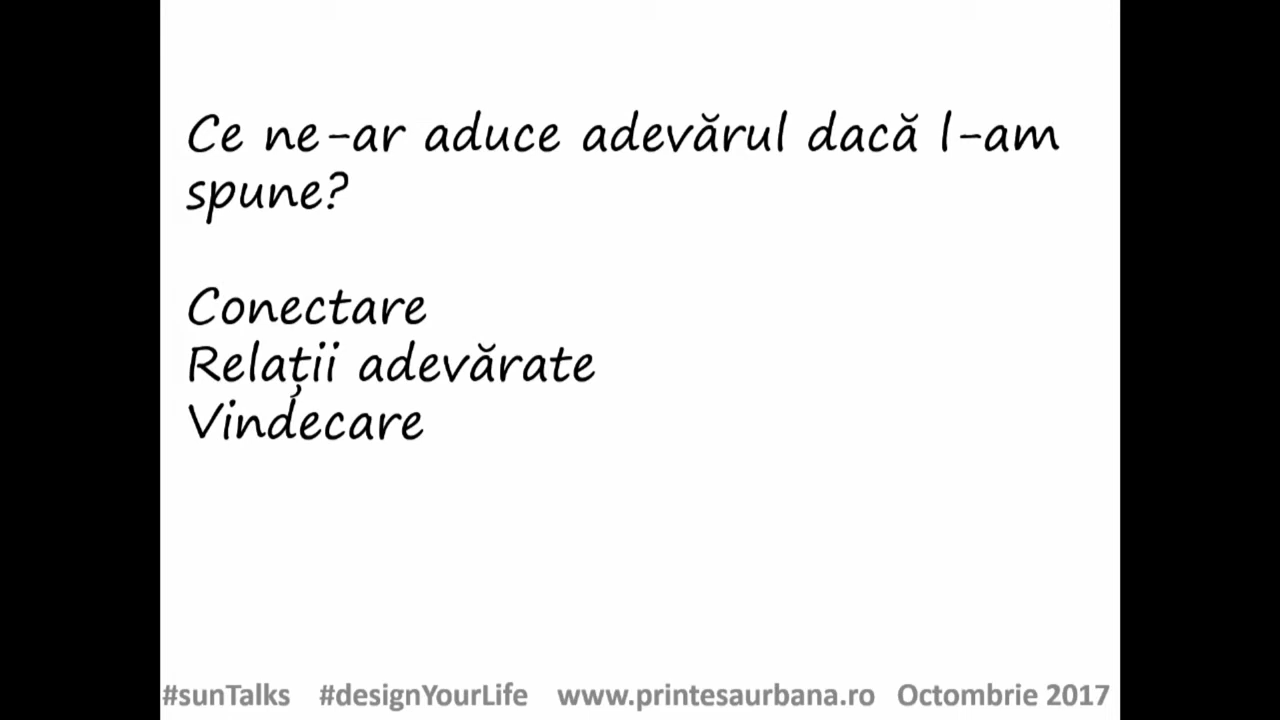 Ce ne-ar aduce adevărul dacă l-am
spune?
Conectare
Relații adevărate
Vindecare
#sunTalks #designYourLife www.printesaurbana.ro Octombrie 2017